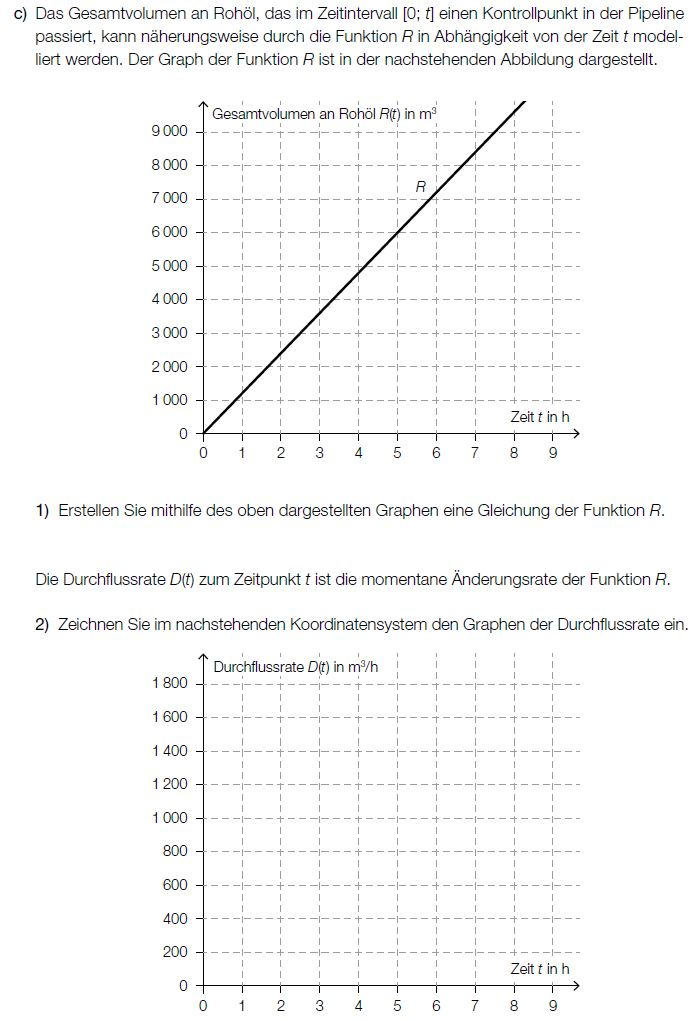 c) Das Gesamtvolumen an Rohöl, das im Zeitintervall [0; t] einen Kontrollpunkt in der Pipeline
passiert, kann näherungsweise durch die Funktion R in Abhängigkeit von der Zeit t model-
liert werden. Der Graph der Funktion R ist in der nachstehenden Abbildung dargestellt.
Gesamtvolumen an Rohöl R(t) in m³
9 000
8 000
R
7 000
6 000
5 000
4 000
3 000
2 000
1 000
Zeit t in h
0
0 1 2 3 4 5 6 7 8 9
1) Erstellen Sie mithilfe des oben dargestellten Graphen eine Gleichung der Funktion R.
Die Durchflussrate D(t) zum Zeitpunkt t ist die momentane Änderungsrate der Funktion R.
2) Zeichnen Sie im nachstehenden Koordinatensystem den Graphen der Durchflussrate ein.
Durchflussrate D(t) in m³/h
1 800
1 600
1 400
1 200
1 000
800
600
400
200
Zeit t in h
0
0 1 2 3 4 5 6 7 8 9